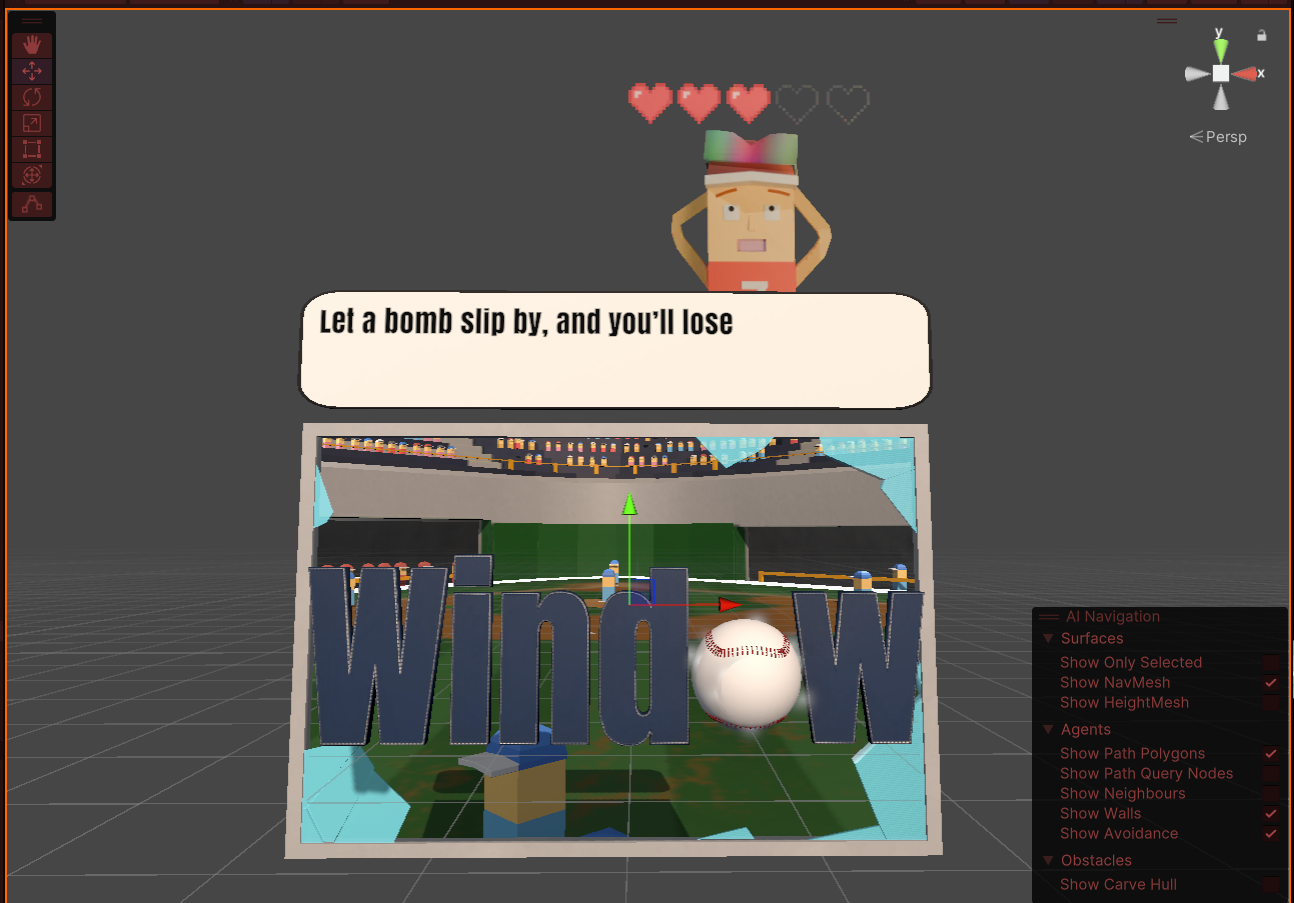 y
x
Persp
Let a bomb slip by, and you'll lose
Wind w
AI Navigation
Surfaces
Show Only Selected
Show NavMesh
Show HeightMesh
Agents
Show Path Polygons
Show Path Query Nodes
Show Neighbours
Show Walls
Show Avoidance
Obstacles
Show Carve Hull